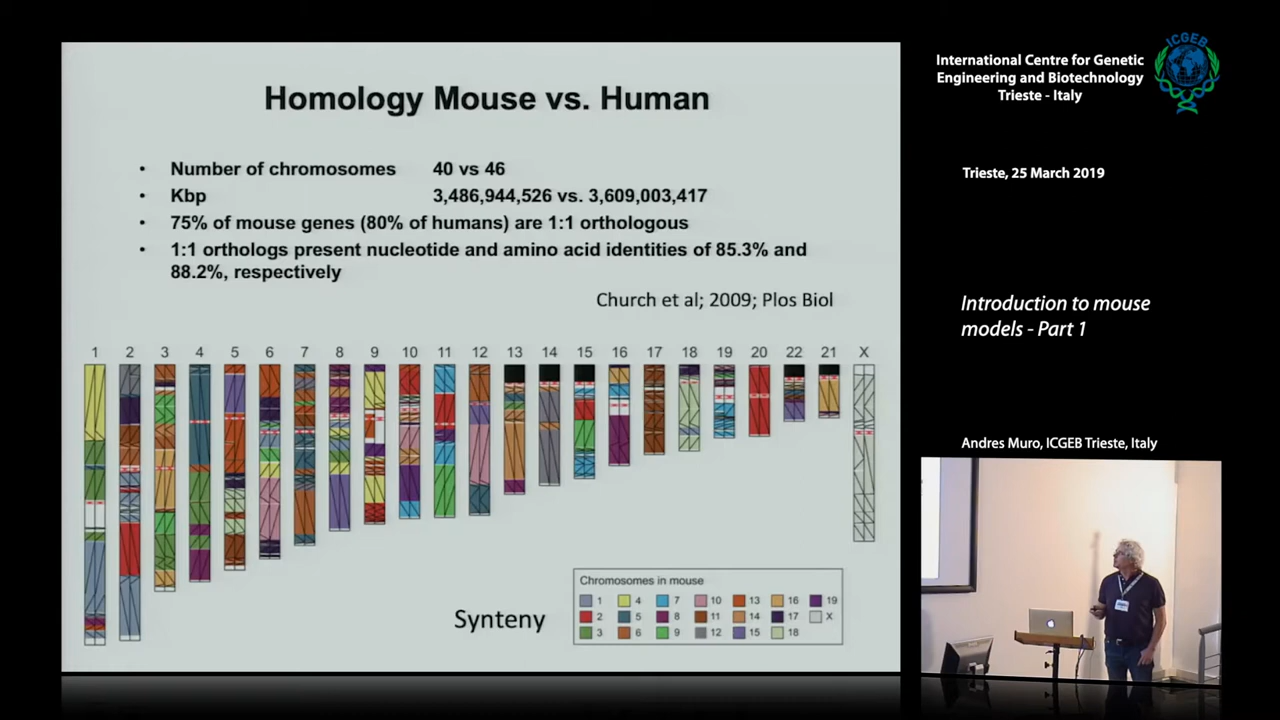 Homology Mouse vs. Human
• Number of chromosomes 40 vs 46
• Kbp 3,486,944,526 vs. 3,609,003,417
• 75% of mouse genes (80% of humans) are 1:1 orthologous
• 1:1 orthologs present nucleotide and amino acid identities of 85.3% and
88.2%, respectively
Church et al; 2009; Plos Biol
1 2 3 4 5 6 7 8 9 10 11 12 13 14 15 16 17 18 19 20 22 21 X
Chromosomes in mouse
1 4 7 10 13 16 19
2 5 8 11 14 17 X
3 6 9 12 15 18
Synteny
International Centre for Genetic
Engineering and Biotechnology
Trieste - Italy
ICGEB
Trieste, 25 March 2019
Introduction to mouse
models - Part 1
Andres Muro, ICGEB Trieste, Italy